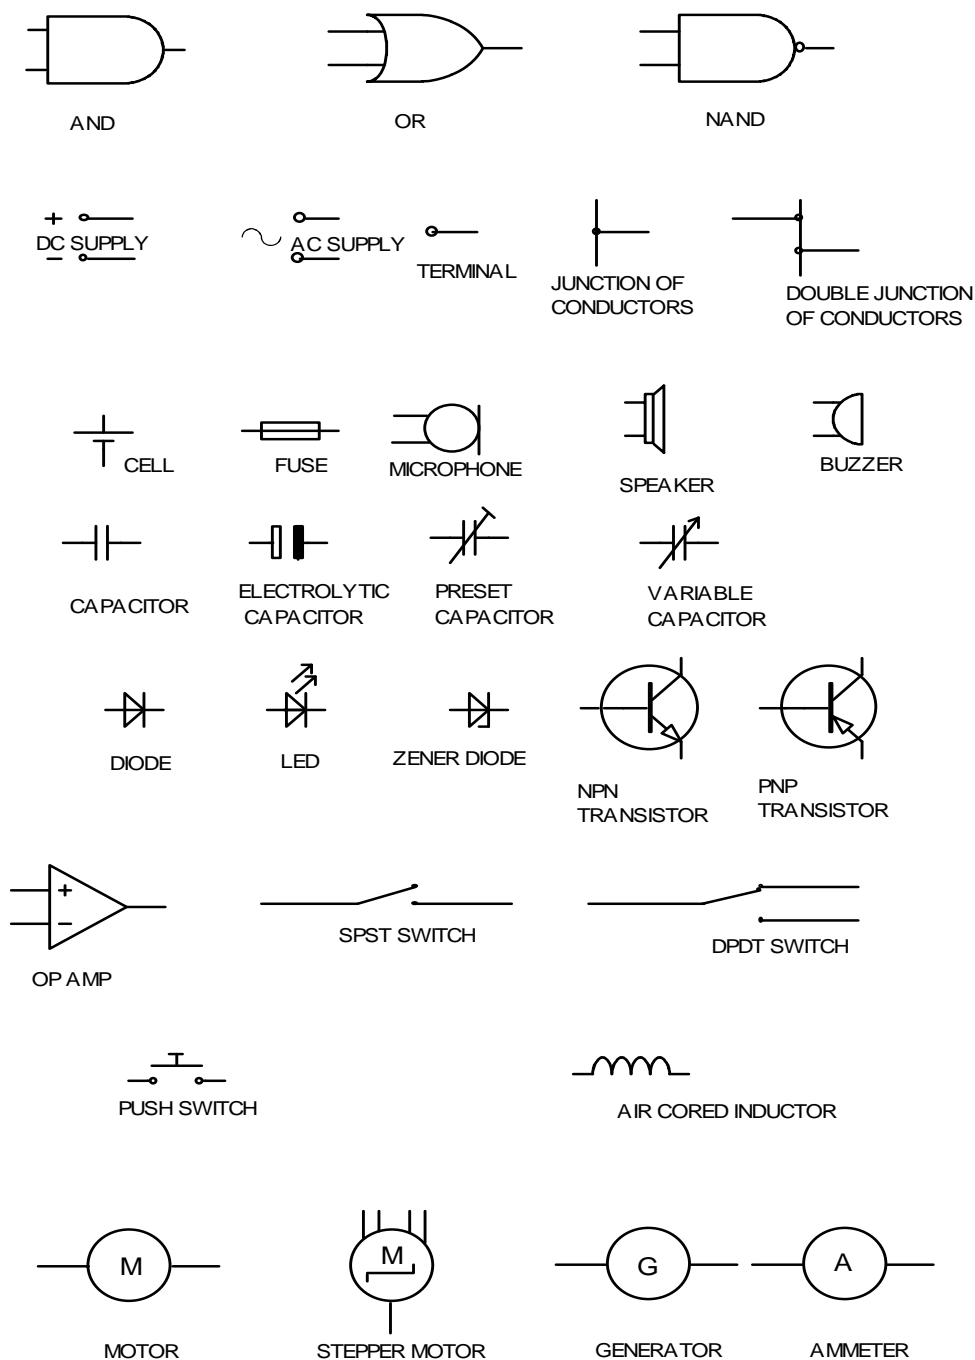 AND
OR
NAND
+
DC SUPPLY
–
AC SUPPLY
TERMINAL
JUNCTION OF
CONDUCTORS
DOUBLE JUNCTION
OF CONDUCTORS
CELL
FUSE
MICROPHONE
SPEAKER
BUZZER
CAPACITOR
ELECTROLYTIC
CAPACITOR
PRESET
CAPACITOR
VARIABLE
CAPACITOR
DIODE
LED
ZENER DIODE
NPN
TRANSISTOR
PNP
TRANSISTOR
+
–
OP AMP
SPST SWITCH
DPDT SWITCH
PUSH SWITCH
AIR CORED INDUCTOR
M
M
G
A
MOTOR
STEPPER MOTOR
GENERATOR
AMMETER